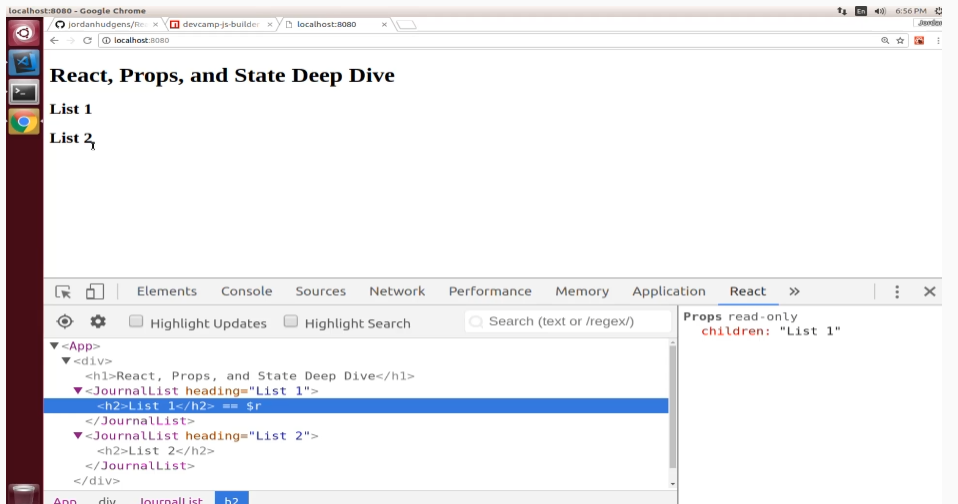 localhost:8080 - Google Chrome
En
6:56 PM
jordanhudgens/Re
devcamp-js-builder
localhost:8080
Jordan
localhost:8080
React, Props, and State Deep Dive
List 1
List 2
Elements Console Sources Network Performance Memory Application React »
Highlight Updates Highlight Search Search (text or /regex/)
Props read-only
children: "List 1"
<App>
<div>
<h1>React, Props, and State Deep Dive</h1>
<JournalList heading="List 1">
<h2>List 1</h2> == $r
</JournalList>
<JournalList heading="List 2">
<h2>List 2</h2>
</JournalList>
</div>
App div JournalList h2